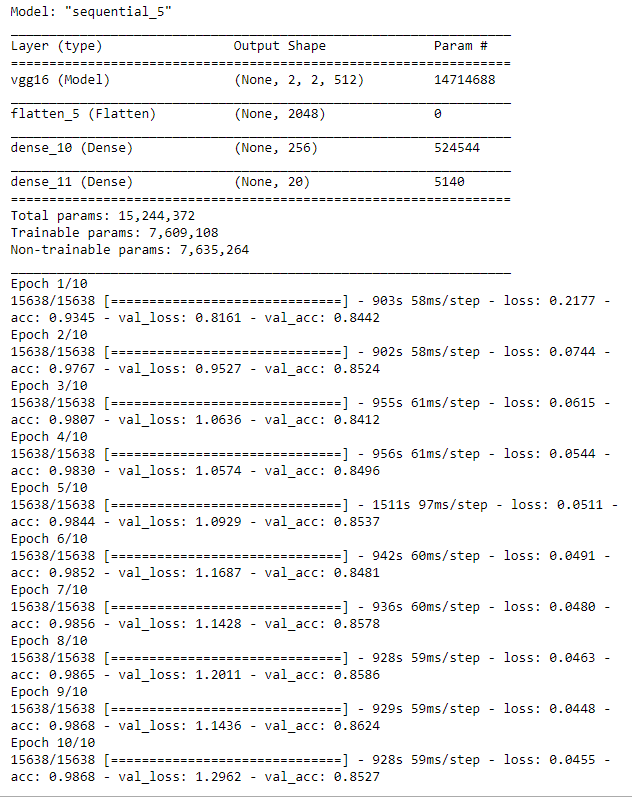 Model: "sequential_5"
_________________________________________________________________
Layer (type)                 Output Shape              Param #
=================================================================
vgg16 (Model)                (None, 2, 2, 512)         14714688
_________________________________________________________________
flatten_5 (Flatten)          (None, 2048)              0
_________________________________________________________________
dense_10 (Dense)             (None, 256)               524544
_________________________________________________________________
dense_11 (Dense)             (None, 20)                5140
=================================================================
Total params: 15,244,372
Trainable params: 7,609,108
Non-trainable params: 7,635,264
_________________________________________________________________
Epoch 1/10
15638/15638 [==============================] - 903s 58ms/step - loss: 0.2177 -
acc: 0.9345 - val_loss: 0.8161 - val_acc: 0.8442
Epoch 2/10
15638/15638 [==============================] - 902s 58ms/step - loss: 0.0744 -
acc: 0.9767 - val_loss: 0.9527 - val_acc: 0.8524
Epoch 3/10
15638/15638 [==============================] - 955s 61ms/step - loss: 0.0615 -
acc: 0.9807 - val_loss: 1.0636 - val_acc: 0.8412
Epoch 4/10
15638/15638 [==============================] - 956s 61ms/step - loss: 0.0544 -
acc: 0.9830 - val_loss: 1.0574 - val_acc: 0.8496
Epoch 5/10
15638/15638 [==============================] - 1511s 97ms/step - loss: 0.0511 -
acc: 0.9844 - val_loss: 1.0929 - val_acc: 0.8537
Epoch 6/10
15638/15638 [==============================] - 942s 60ms/step - loss: 0.0491 -
acc: 0.9852 - val_loss: 1.1687 - val_acc: 0.8481
Epoch 7/10
15638/15638 [==============================] - 936s 60ms/step - loss: 0.0480 -
acc: 0.9856 - val_loss: 1.1428 - val_acc: 0.8578
Epoch 8/10
15638/15638 [==============================] - 928s 59ms/step - loss: 0.0463 -
acc: 0.9865 - val_loss: 1.2011 - val_acc: 0.8586
Epoch 9/10
15638/15638 [==============================] - 929s 59ms/step - loss: 0.0448 -
acc: 0.9868 - val_loss: 1.1436 - val_acc: 0.8624
Epoch 10/10
15638/15638 [==============================] - 928s 59ms/step - loss: 0.0455 -
acc: 0.9868 - val_loss: 1.2962 - val_acc: 0.8527